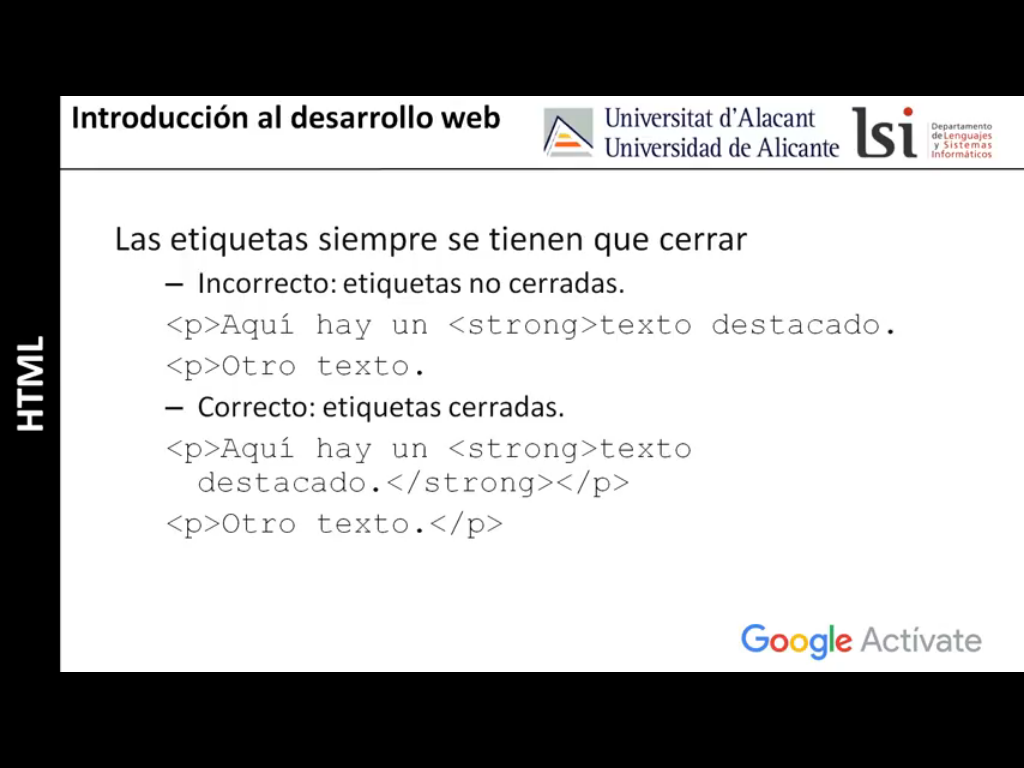 Introducción al desarrollo web
Universitat d'Alacant
Universidad de Alicante
lsi
Departamento
de Lenguajes
y Sistemas
Informáticos
HTML
Las etiquetas siempre se tienen que cerrar
– Incorrecto: etiquetas no cerradas.
<p>Aquí hay un <strong>texto destacado.
<p>Otro texto.
– Correcto: etiquetas cerradas.
<p>Aquí hay un <strong>texto
destacado.</strong></p>
<p>Otro texto.</p>
Google Actívate